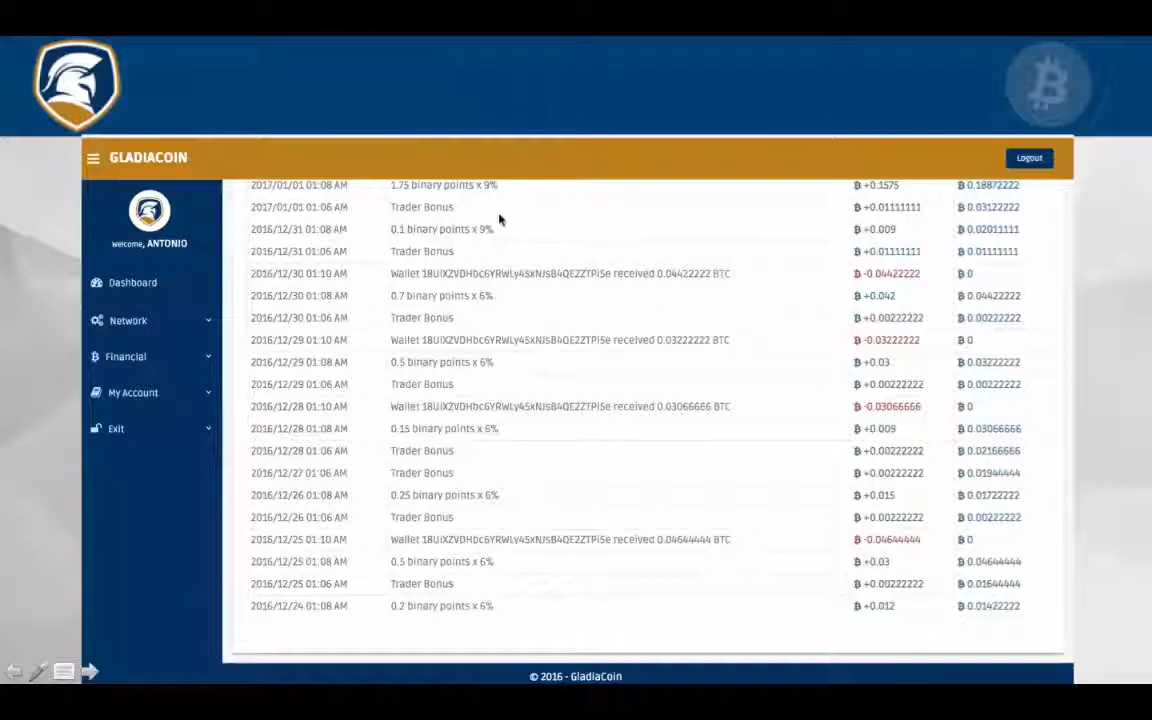 GLADIACOIN
Logout
Welcome, ANTONIO
Dashboard
Network
Financial
My Account
Exit
2017/01/01 01:08 AM 1.75 binary points x 9% ₿ +0.1575 ₿ 0.18872222
2017/01/01 01:06 AM Trader Bonus ₿ +0.01111111 ₿ 0.03122222
2016/12/31 01:08 AM 0.1 binary points x 9% ₿ +0.009 ₿ 0.02011111
2016/12/31 01:06 AM Trader Bonus ₿ +0.01111111 ₿ 0.01111111
2016/12/30 01:10 AM Wallet received 0.04422222 BTC ₿ -0.04422222 ₿ 0
2016/12/30 01:08 AM 0.7 binary points x 6% ₿ +0.042 ₿ 0.04422222
2016/12/30 01:06 AM Trader Bonus ₿ +0.00222222 ₿ 0.00222222
2016/12/29 01:10 AM Wallet received 0.03222222 BTC ₿ -0.03222222 ₿ 0
2016/12/29 01:08 AM 0.5 binary points x 6% ₿ +0.03 ₿ 0.03222222
2016/12/29 01:06 AM Trader Bonus ₿ +0.00222222 ₿ 0.00222222
2016/12/28 01:10 AM Wallet received 0.03066666 BTC ₿ -0.03066666 ₿ 0
2016/12/28 01:08 AM 0.15 binary points x 6% ₿ +0.009 ₿ 0.03066666
2016/12/28 01:06 AM Trader Bonus ₿ +0.00222222 ₿ 0.02166666
2016/12/27 01:06 AM Trader Bonus ₿ +0.00222222 ₿ 0.01944444
2016/12/26 01:08 AM 0.25 binary points x 6% ₿ +0.015 ₿ 0.01722222
2016/12/26 01:06 AM Trader Bonus ₿ +0.00222222 ₿ 0.00222222
2016/12/25 01:10 AM Wallet received 0.04644444 BTC ₿ -0.04644444 ₿ 0
2016/12/25 01:08 AM 0.5 binary points x 6% ₿ +0.03 ₿ 0.04644444
2016/12/25 01:06 AM Trader Bonus ₿ +0.00222222 ₿ 0.01644444
2016/12/24 01:08 AM 0.2 binary points x 6% ₿ +0.012 ₿ 0.01422222
© 2016 - GladiaCoin